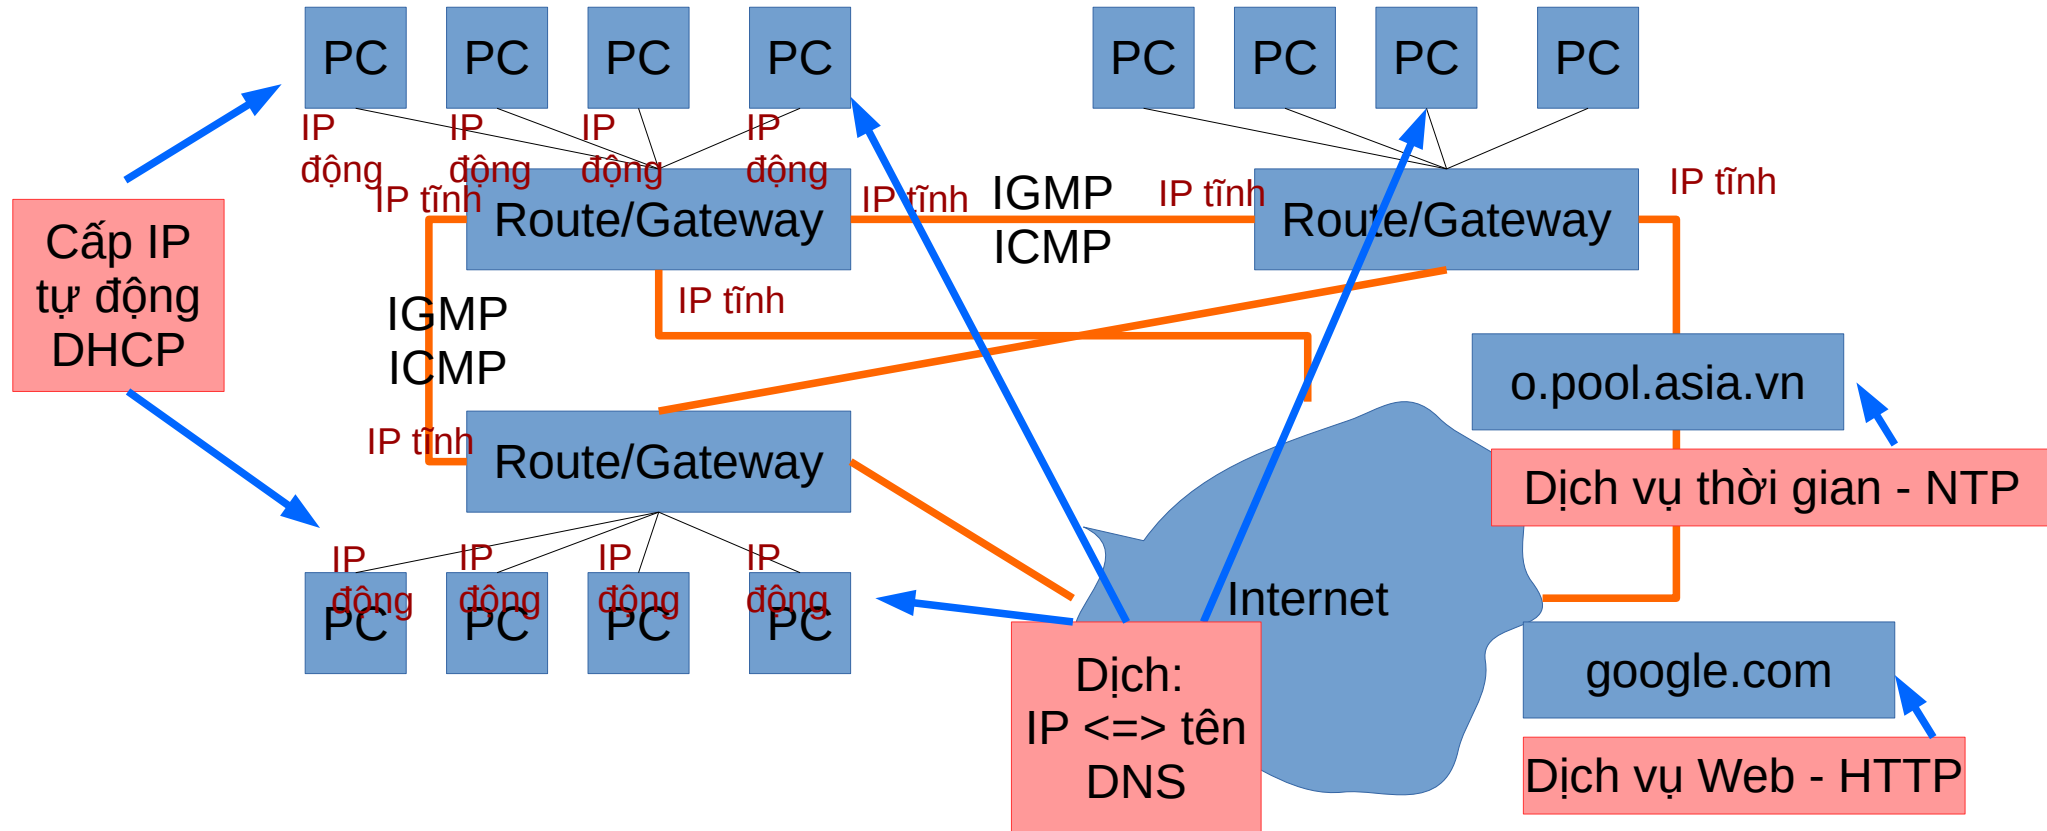 PC
PC
PC
PC
PC
PC
PC
PC
IP
động
IP
động
IP
động
IP
động
IP tĩnh
Route/Gateway
IP tĩnh
IGMP
ICMP
IP tĩnh
Route/Gateway
IP tĩnh
Cấp IP
tự động
DHCP
IP tĩnh
IGMP
ICMP
o.pool.asia.vn
IP tĩnh
Route/Gateway
Dịch vụ thời gian - NTP
IP
động
IP
động
IP
động
IP
động
PC
PC
PC
PC
Internet
Dịch:
IP <=> tên
DNS
google.com
Dịch vụ Web - HTTP